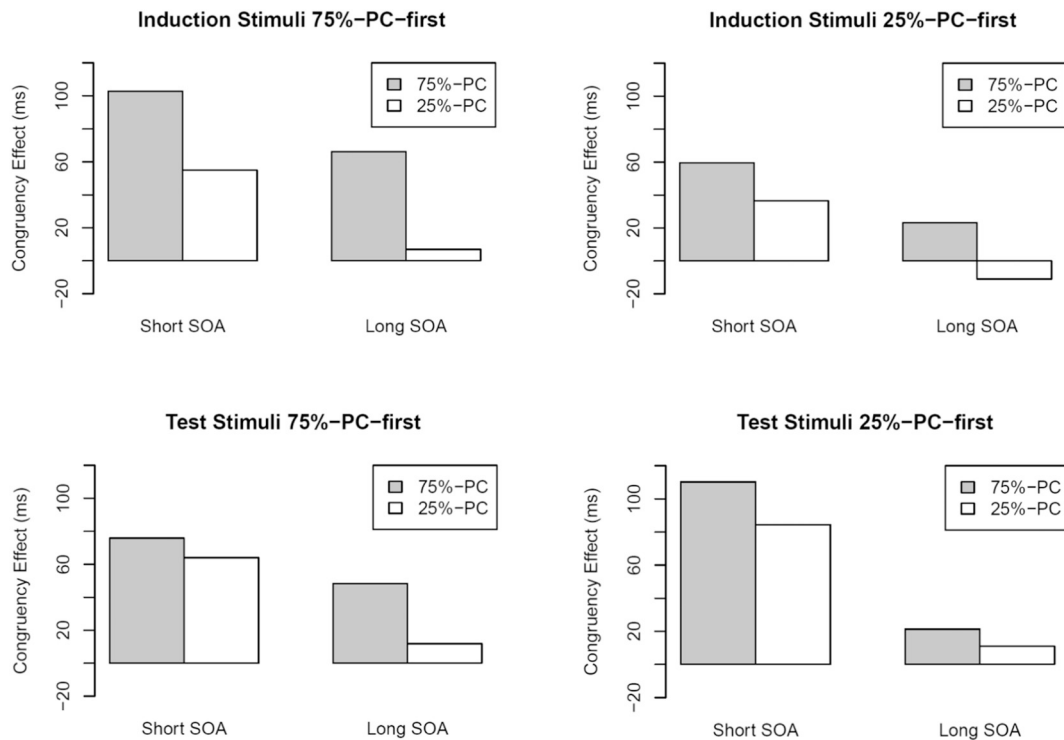 Induction Stimuli 75%−PC−first
Congruency Effect (ms)
100
60
20
−20
75%−PC
25%−PC
Short SOA
Long SOA
Induction Stimuli 25%−PC−first
Congruency Effect (ms)
100
60
20
−20
75%−PC
25%−PC
Short SOA
Long SOA
Test Stimuli 75%−PC−first
Congruency Effect (ms)
100
60
20
−20
75%−PC
25%−PC
Short SOA
Long SOA
Test Stimuli 25%−PC−first
Congruency Effect (ms)
100
60
20
−20
75%−PC
25%−PC
Short SOA
Long SOA